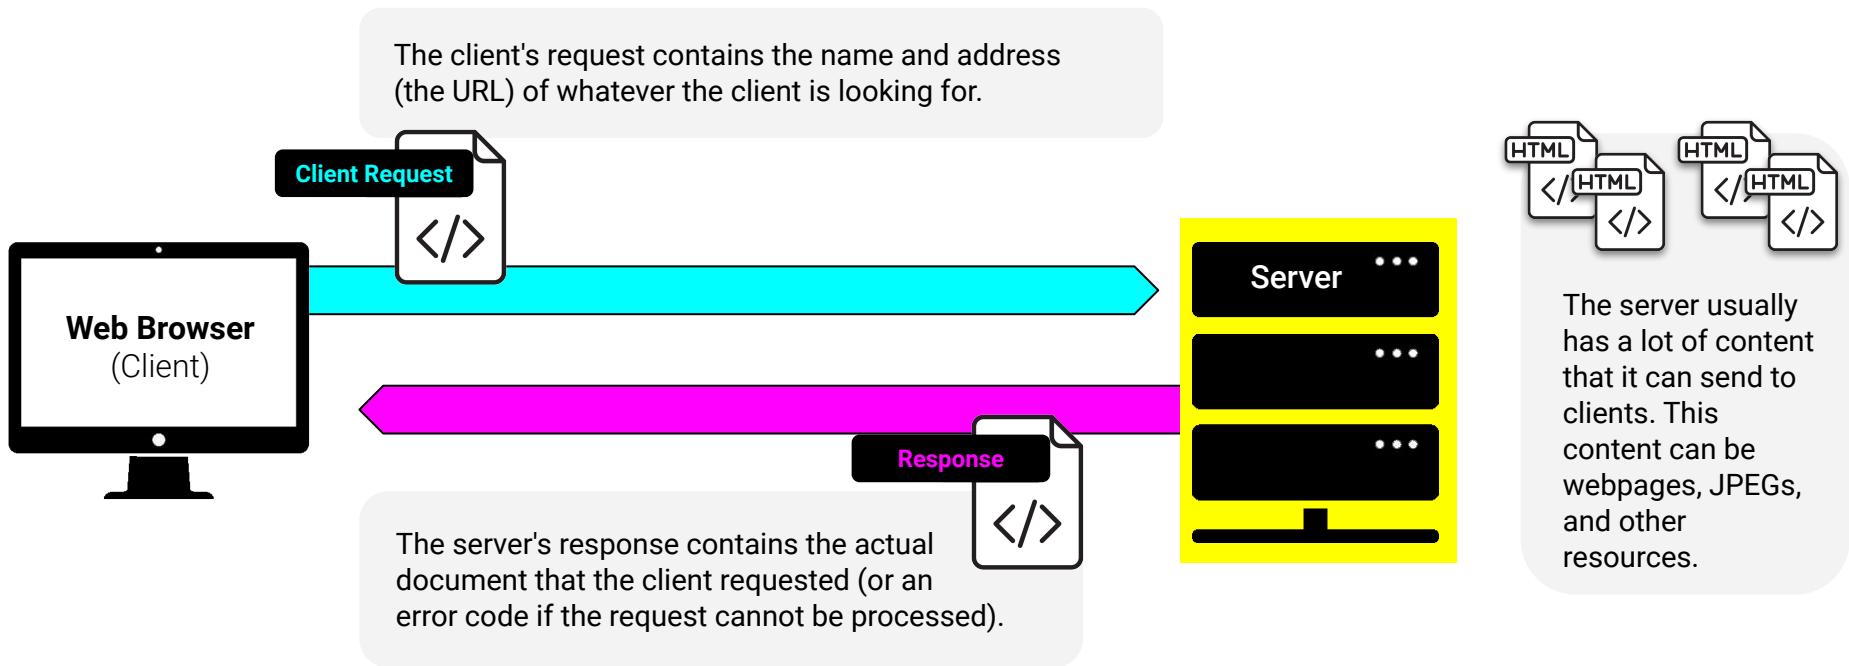 The client's request contains the name and address
(the URL) of whatever the client is looking for.
Client Request
</>
Web Browser
(Client)
Server
Response
</>
The server's response contains the actual
document that the client requested (or an
error code if the request cannot be processed).
HTML
</>
HTML
</>
HTML
</>
HTML
</>
The server usually
has a lot of content
that it can send to
clients. This
content can be
webpages, JPEGs,
and other
resources.